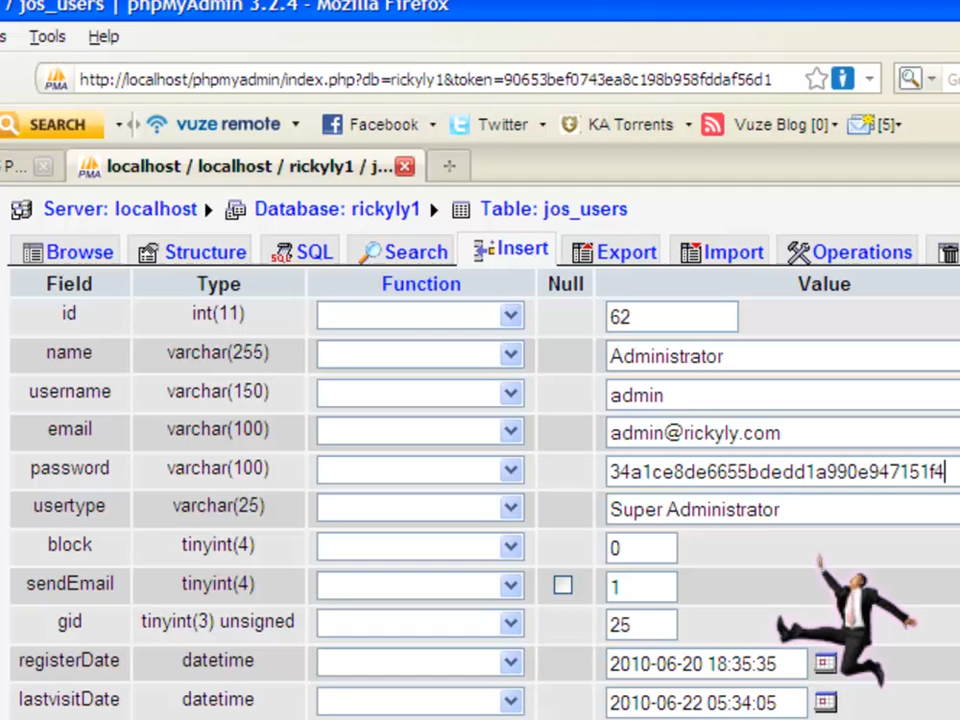 / jos_users | phpMyAdmin 3.2.4 - Mozilla Firefox
s Tools Help
PMA http://localhost/phpmyadmin/index.php?db=rickyly1&token=90653bef0743ea8c198b958fddaf56d1 G
SEARCH vuze remote Facebook Twitter KA Torrents Vuze Blog [0] [5]
P... PMA localhost / localhost / rickyly1 / j...
Server: localhost Database: rickyly1 Table: jos_users
Browse Structure SQL Search Insert Export Import Operations
Field Type Function Null Value
id int(11) 62
name varchar(255) Administrator
username varchar(150) admin
email varchar(100) admin@rickyly.com
password varchar(100) 34a1ce8de6655bdedd1a990e947151f4
usertype varchar(25) Super Administrator
block tinyint(4) 0
sendEmail tinyint(4) 1
gid tinyint(3) unsigned 25
registerDate datetime 2010-06-20 18:35:35
lastvisitDate datetime 2010-06-22 05:34:05